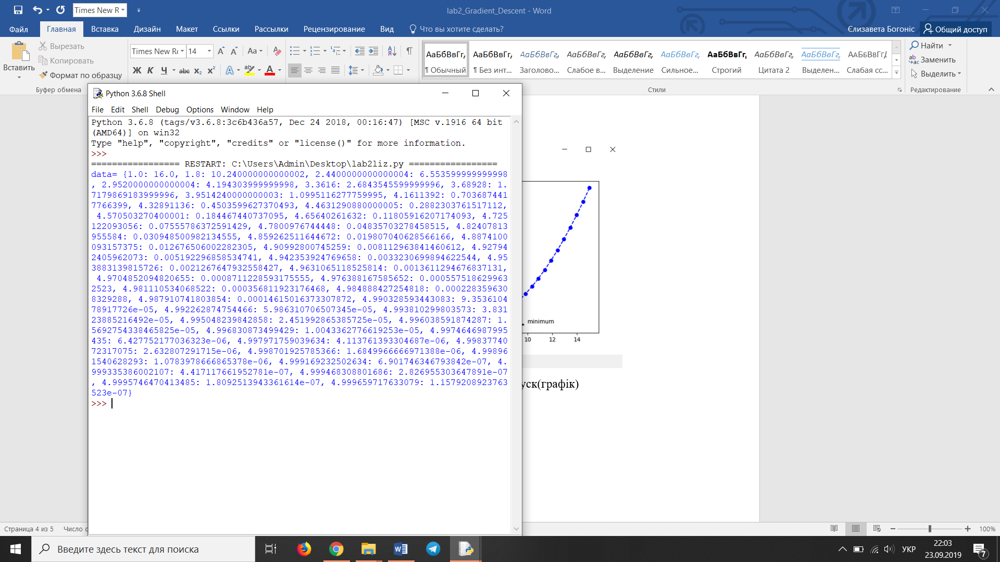 Times New R
lab2_Gradient_Descent - Word
Файл Главная Вставка Дизайн Макет Ссылки Рассылки Рецензирование Вид Что вы хотите сделать? Єлизавета Богоніс Общий доступ
Вставить
Вырезать
Копировать
Формат по образцу
Буфер обмена
Times New Ro 14
Ж К Ч abc x₂ x²
АаБбВвГг, АаБбВвГг, АаБбВвГг, АаБбВвГг, АаБбВвГг, АаБбВвГг, АаБбВвГг, АаБбВвГг, АаБбВвГг, АаБбВвГг
¶ Обычный ¶ Без инт... Заголово... Слабое в... Выделение Сильное... Строгий Цитата 2 Выделен... Слабая сс...
Стили
Найти
Заменить
Выделить
Редактирование
Python 3.6.8 Shell
File Edit Shell Debug Options Window Help
Python 3.6.8 (tags/v3.6.8:3c6b436a57, Dec 24 2018, 00:16:47) [MSC v.1916 64 bit
(AMD64)] on win32
Type "help", "copyright", "credits" or "license()" for more information.
>>>
================= RESTART: C:\Users\Admin\Desktop\lab2liz.py =================
data= {1.0: 16.0, 1.8: 10.240000000000002, 2.4400000000000004: 6.553599999999998
, 2.9520000000000004: 4.194303999999998, 3.3616: 2.6843545599999996, 3.68928: 1.
7179869183999996, 3.9514240000000003: 1.0995116277759995, 4.1611392: 0.703687441
7766399, 4.32891136: 0.4503599627370493, 4.4631290880000005: 0.2882303761517112,
4.570503270400001: 0.184467440737095, 4.65640261632: 0.11805916207174093, 4.725
122093056: 0.07555786372591429, 4.7800976744448: 0.04835703278458515, 4.82407813
955584: 0.030948500982134555, 4.859262511644672: 0.019807040628566166, 4.8874100
093157375: 0.012676506002282305, 4.90992800745259: 0.008112963841460612, 4.92794
2405962073: 0.005192296858534741, 4.942353924769658: 0.0033230699894622544, 4.95
3883139815726: 0.0021267647932558427, 4.9631065118525814: 0.0013611294676837131,
4.9704852094820655: 0.0008711228593175555, 4.976388167585652: 0.000557518629963
2523, 4.981110534068522: 0.000356811923176468, 4.984888427254818: 0.000228359630
8329288, 4.987910741803854: 0.00014615016373307872, 4.990328593443083: 9.3536104
78917726e-05, 4.992262874754466: 5.986310706507345e-05, 4.993810299803573: 3.831
23885216492e-05, 4.995048239842858: 2.451992865385725e-05, 4.996038591874287: 1.
5692754338465825e-05, 4.996830873499429: 1.0043362776619253e-05, 4.9974646987995
435: 6.427752177036323e-06, 4.997971759039634: 4.113761393304687e-06, 4.99837740
72317075: 2.632807291715e-06, 4.998701925785366: 1.6849966666971388e-06, 4.99896
1540628293: 1.0783978666865378e-06, 4.999169232502634: 6.901746346793842e-07, 4.
999335386002107: 4.417117661952781e-07, 4.999468308801686: 2.826955303647891e-07
, 4.9995746470413485: 1.8092513943361614e-07, 4.999659717633079: 1.1579208923763
523e-07}
>>>
minimum
10 12 14
уск(графік)
Страница 4 из 5 Число с
100%
Введите здесь текст для поиска
УКР
22:03
23.09.2019
7